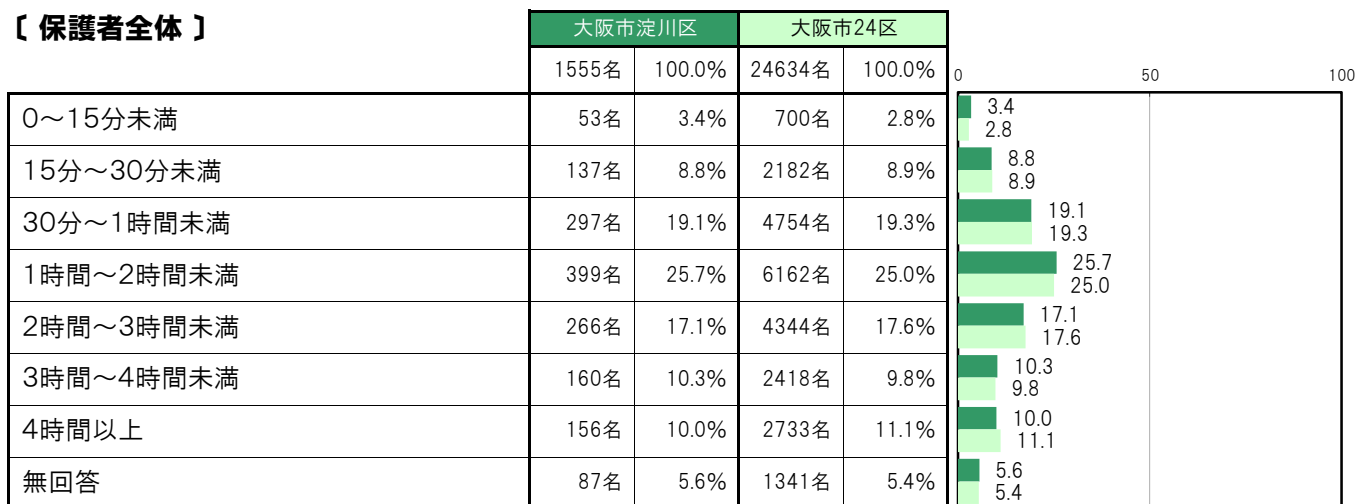 〔 保護者全体 〕
大阪市淀川区 大阪市24区
1555名 100.0% 24634名 100.0% 0 50 100
0～15分未満 53名 3.4% 700名 2.8% 3.4
2.8
15分～30分未満 137名 8.8% 2182名 8.9% 8.8
8.9
30分～1時間未満 297名 19.1% 4754名 19.3% 19.1
19.3
1時間～2時間未満 399名 25.7% 6162名 25.0% 25.7
25.0
2時間～3時間未満 266名 17.1% 4344名 17.6% 17.1
17.6
3時間～4時間未満 160名 10.3% 2418名 9.8% 10.3
9.8
4時間以上 156名 10.0% 2733名 11.1% 10.0
11.1
無回答 87名 5.6% 1341名 5.4% 5.6
5.4